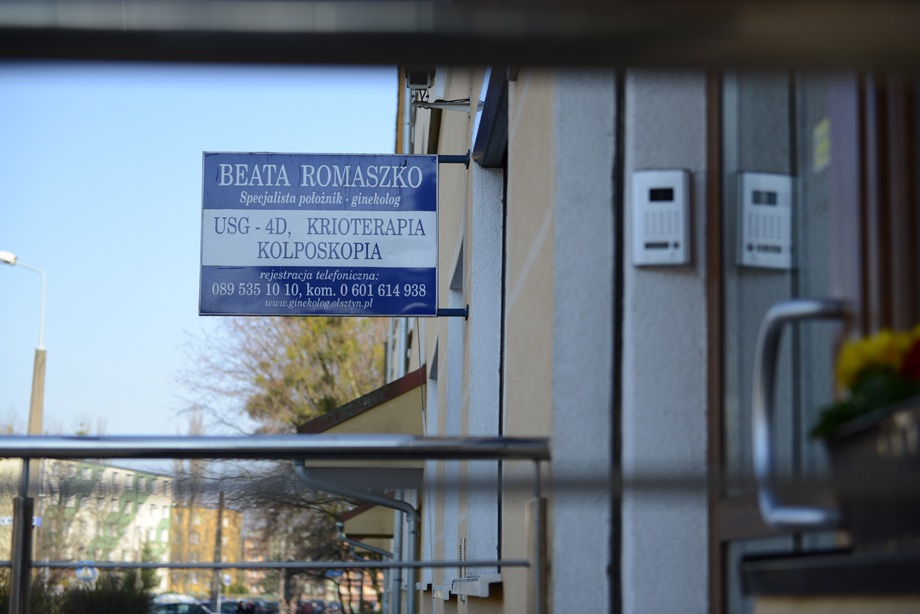 BEATA ROMASZKO
Specjalista położnik - ginekolog
USG - 4D, KRIOTERAPIA
KOLPOSKOPIA
rejestracja telefoniczna:
089 535 10 10, kom. 0 601 614 938
www.ginekolog.olsztyn.pl